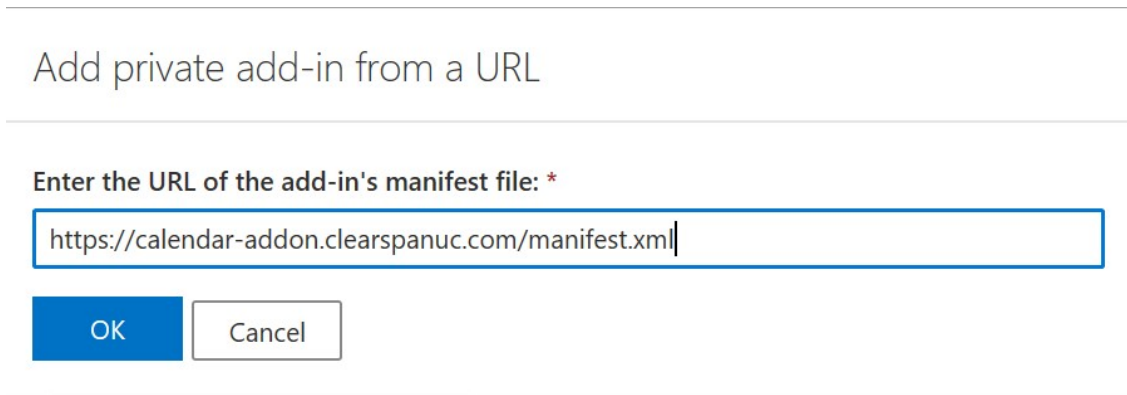 Add private add-in from a URL
Enter the URL of the add-in's manifest file: *
https://calendar-addon.clearspanuc.com/manifest.xml
OK
Cancel